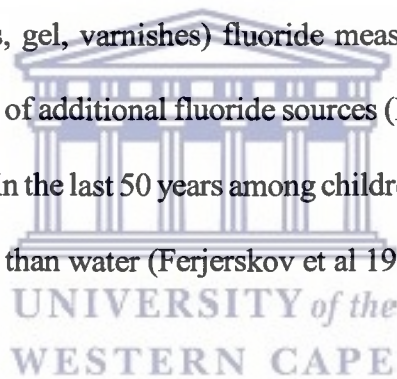 s, gel, varnishes) fluoride meas
of additional fluoride sources (
In the last 50 years among childre
than water (Ferjerskov et al 19
UNIVERSITY of the
WESTERN CAPE